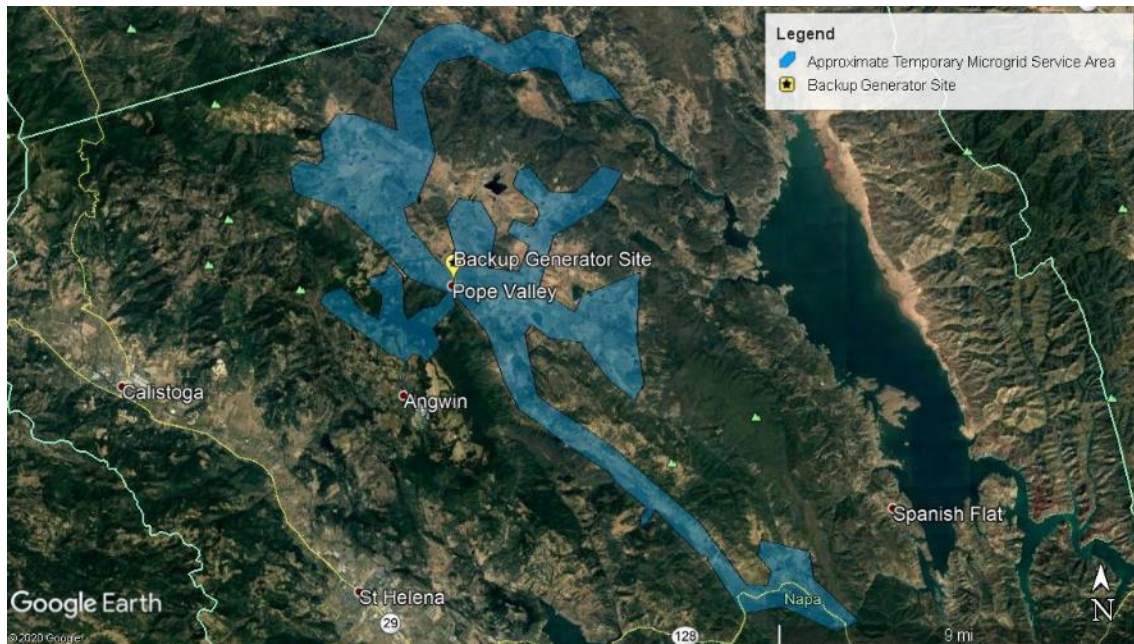 Legend
Approximate Temporary Microgrid Service Area
Backup Generator Site
Backup Generator Site
Pope Valley
Calistoga
Angwin
Spanish Flat
St Helena
Napa
Google Earth
N
29
128
9 mi
©2020 Google